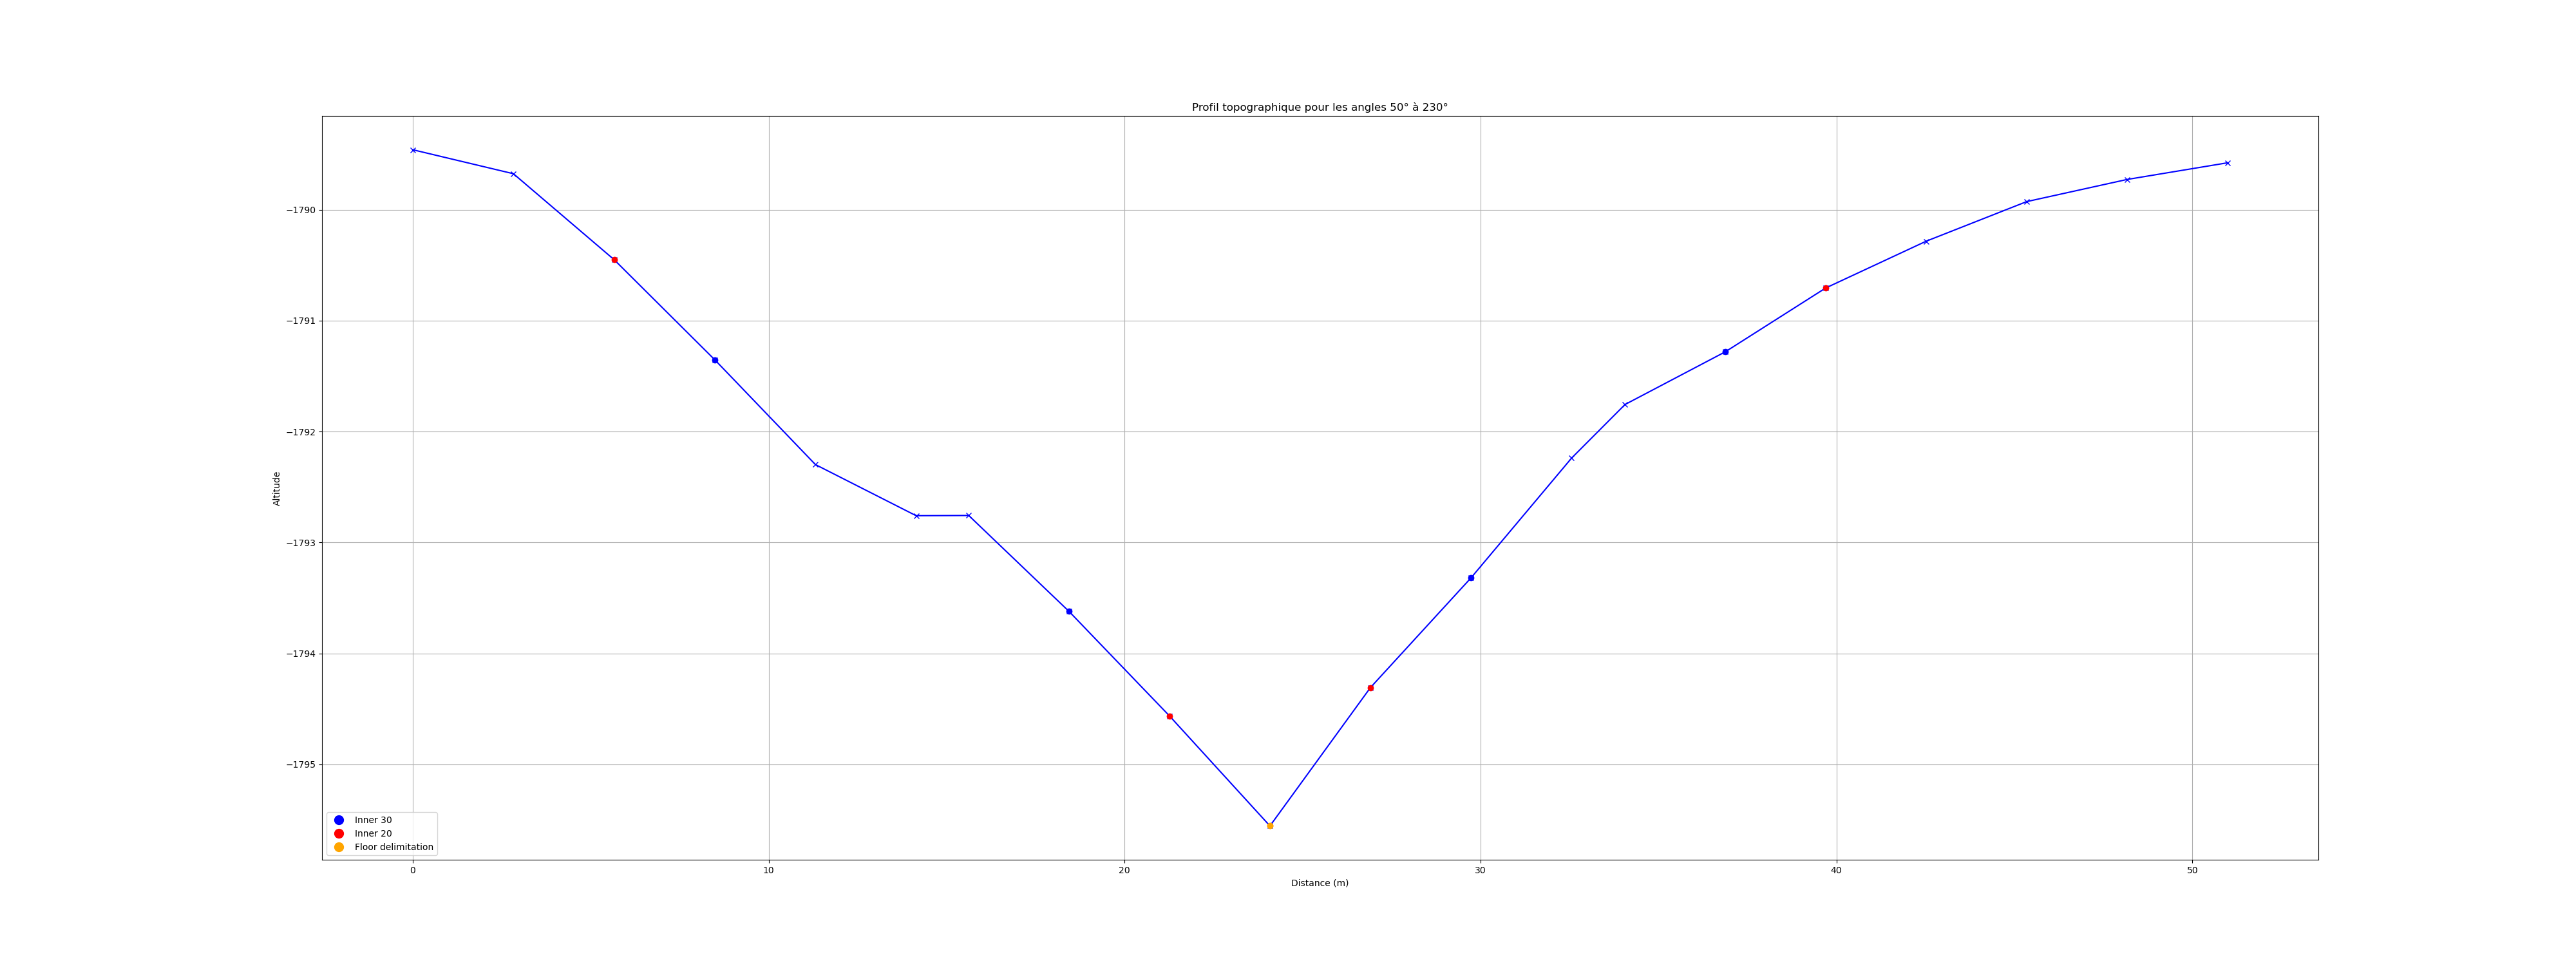 Profil topographique pour les angles 50° à 230°
Altitude
−1790
−1791
−1792
−1793
−1794
−1795
Inner 30
Inner 20
Floor delimitation
0 10 20 30 40 50
Distance (m)